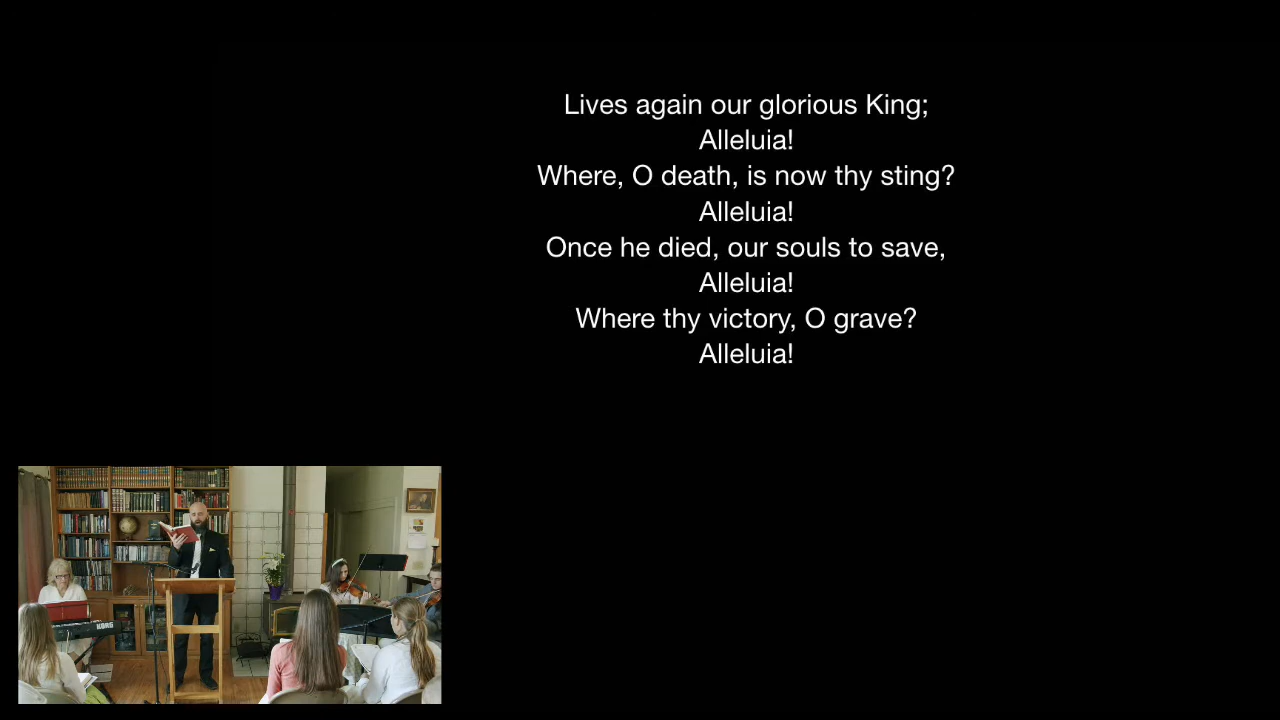 Lives again our glorious King;
Alleluia!
Where, O death, is now thy sting?
Alleluia!
Once he died, our souls to save,
Alleluia!
Where thy victory, O grave?
Alleluia!
KORG